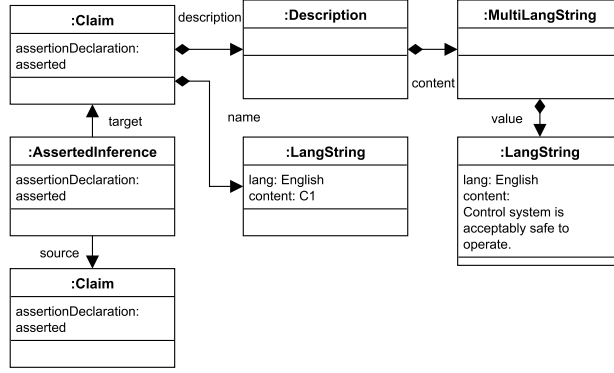 :Claim
assertionDeclaration:
asserted
description
:Description
:MultiLangString
content
target
name
value
:AssertedInference
assertionDeclaration:
asserted
:LangString
lang: English
content: C1
:LangString
lang: English
content:
Control system is
acceptably safe to
operate.
source
:Claim
assertionDeclaration:
asserted